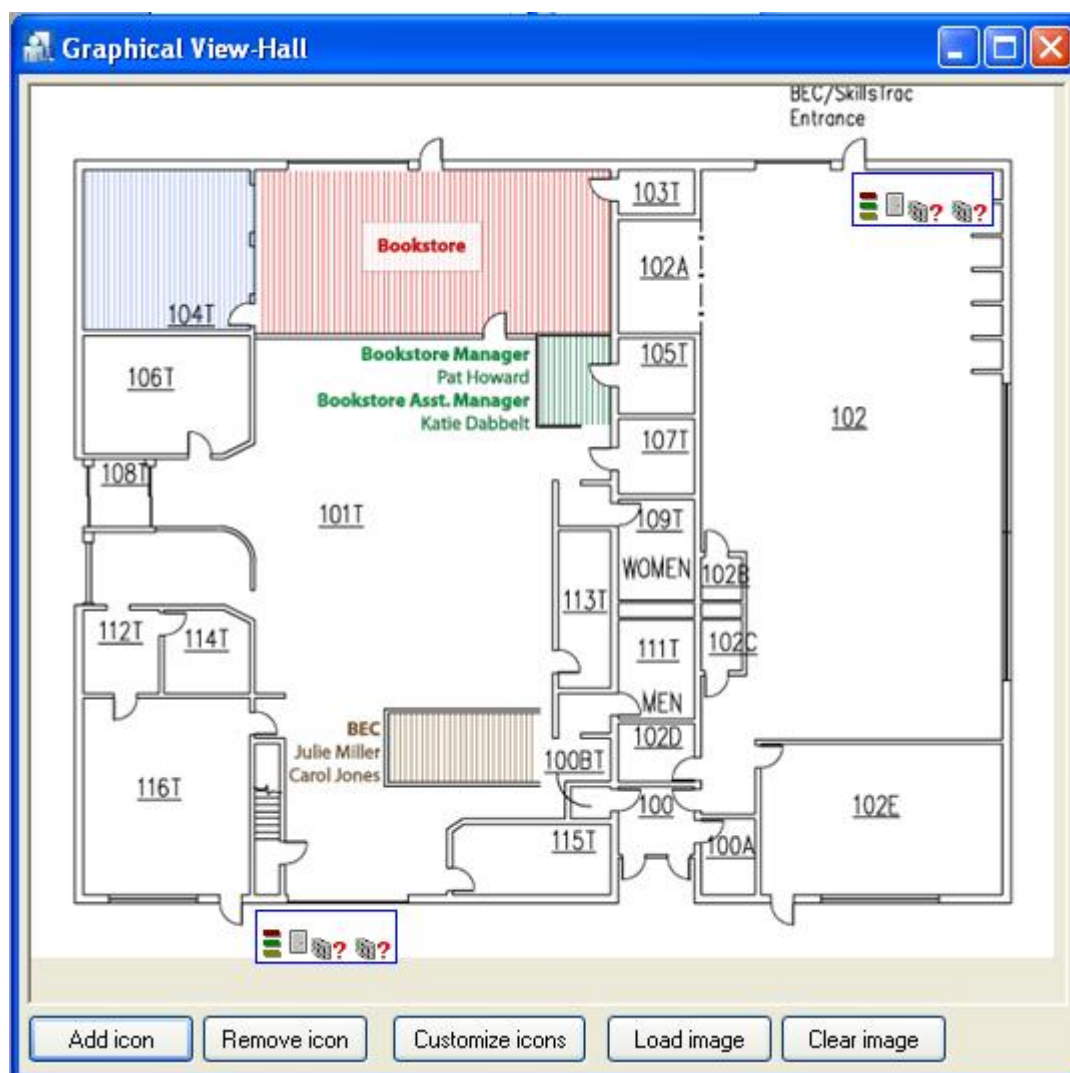 Graphical View-Hall
BEC/SkillsTrac
Entrance
103T
Bookstore
102A
104T
Bookstore Manager
Pat Howard
Bookstore Asst. Manager
Katie Dabbelt
105T
106T
102
107T
108T
101T
109T
WOMEN
102B
113T
112T
114T
111T
102C
MEN
BEC
Julie Miller
Carol Jones
102D
100BT
116T
100
102E
115T
100A
? ?
? ?
Add icon
Remove icon
Customize icons
Load image
Clear image